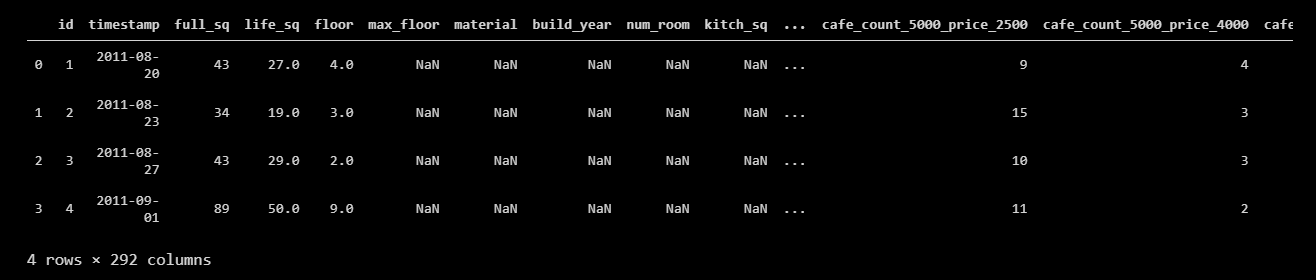 id timestamp full_sq life_sq floor max_floor material build_year num_room kitch_sq ... cafe_count_5000_price_2500 cafe_count_5000_price_4000 cafe
0 1 2011-08-20 43 27.0 4.0 NaN NaN NaN NaN NaN ... 9 4
1 2 2011-08-23 34 19.0 3.0 NaN NaN NaN NaN NaN ... 15 3
2 3 2011-08-27 43 29.0 2.0 NaN NaN NaN NaN NaN ... 10 3
3 4 2011-09-01 89 50.0 9.0 NaN NaN NaN NaN NaN ... 11 2
4 rows × 292 columns